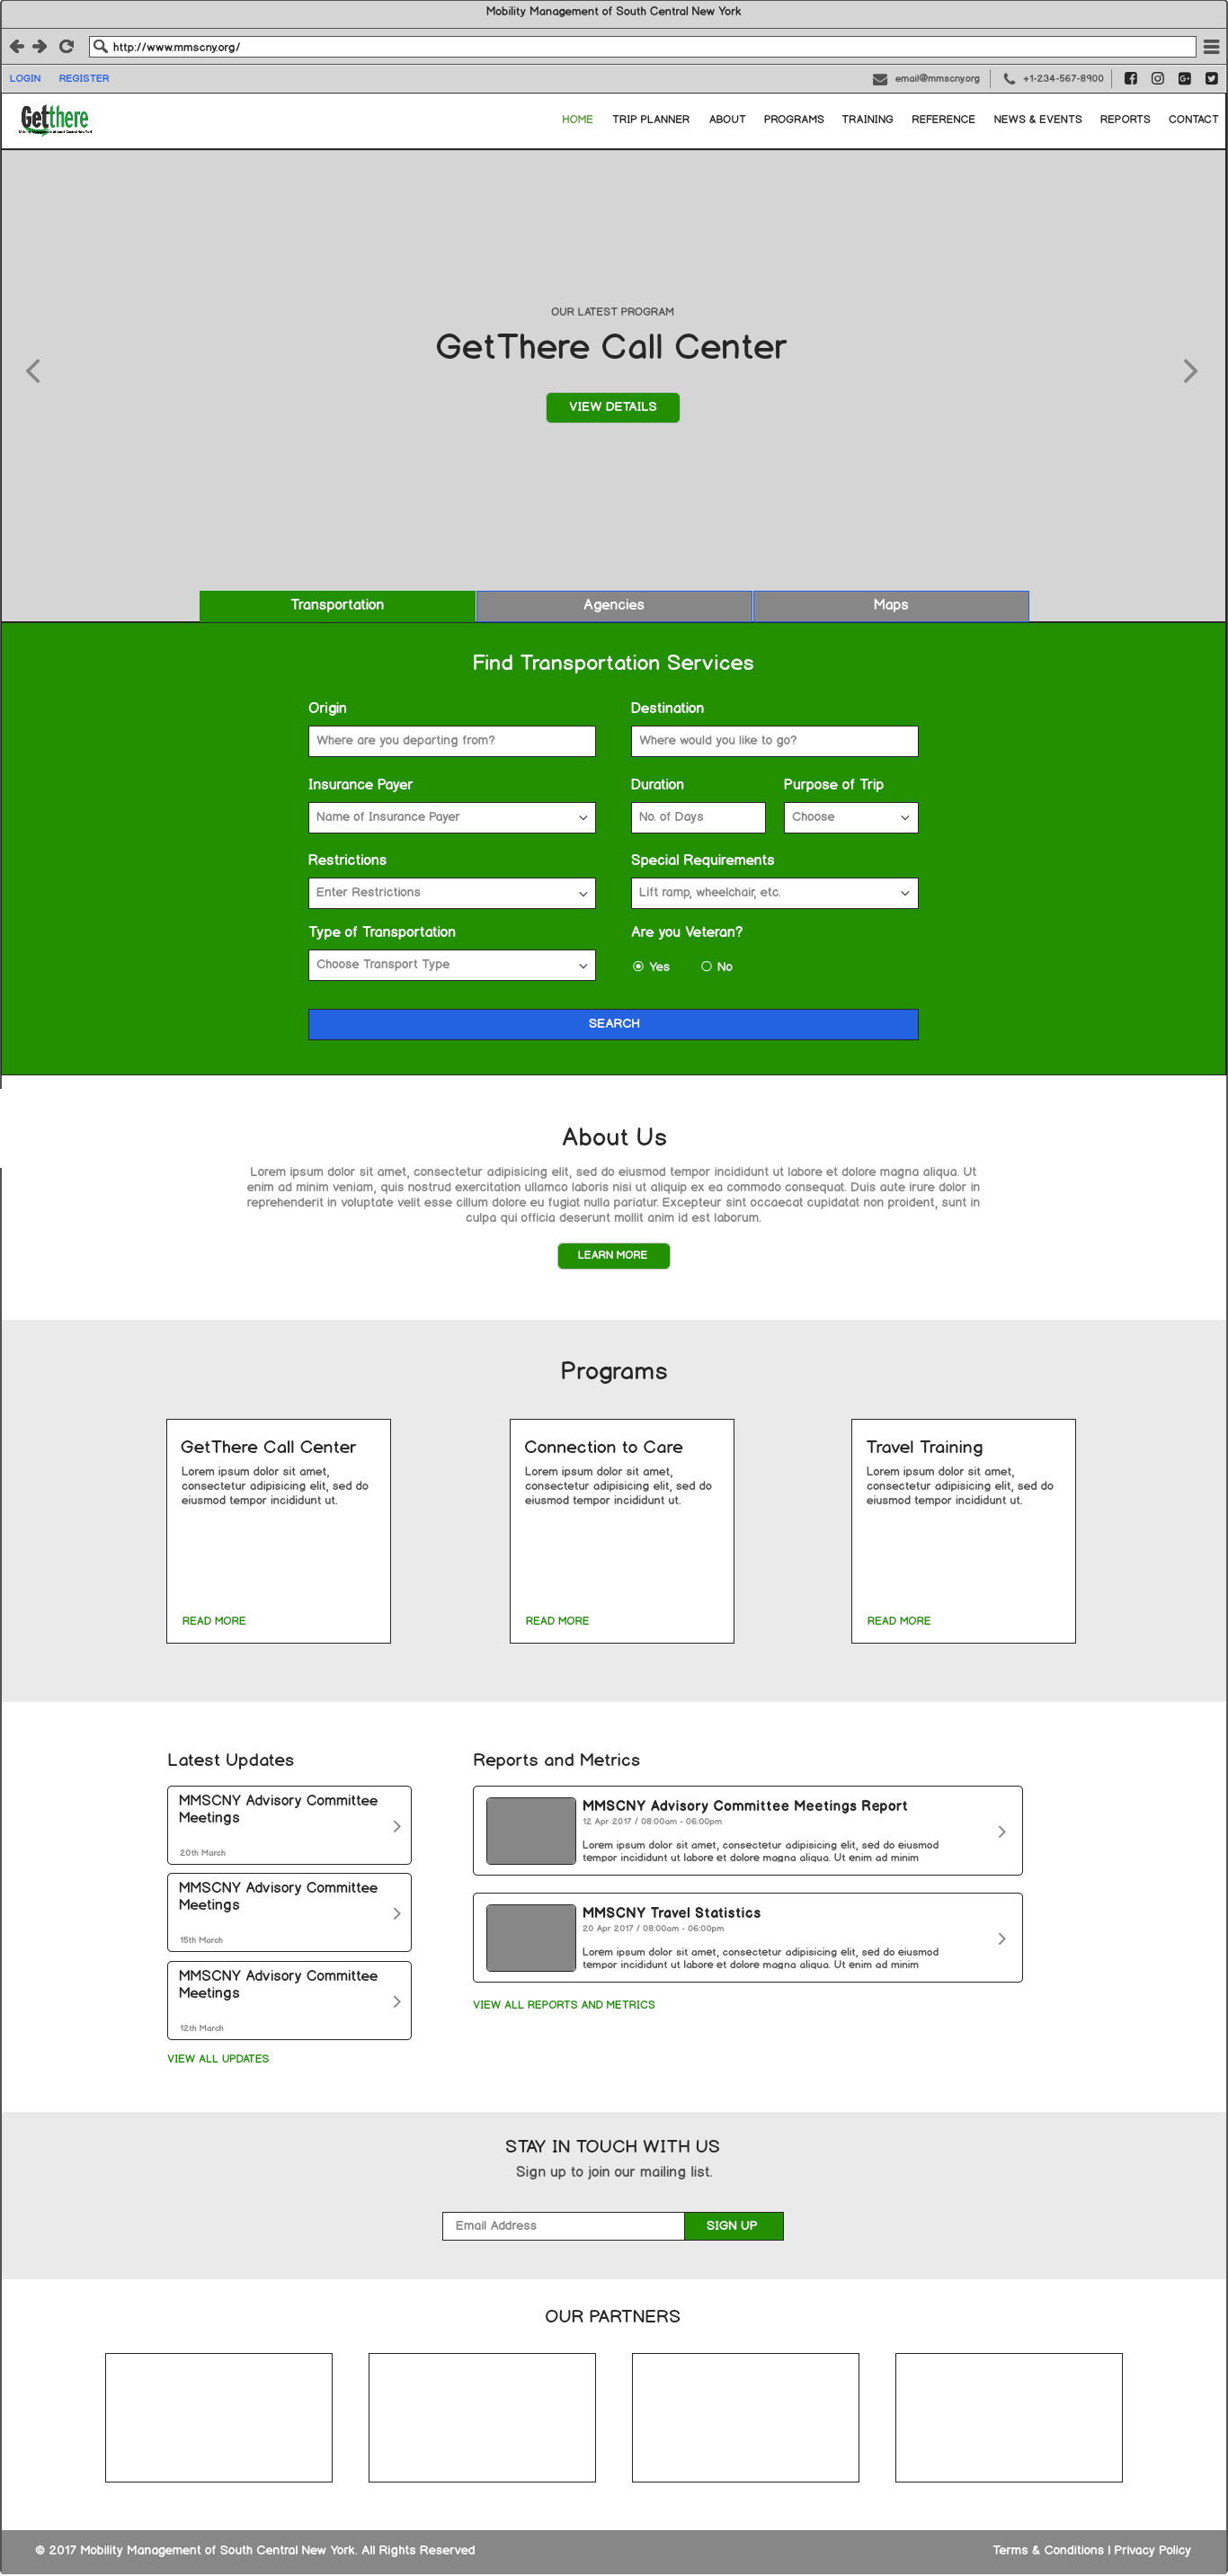 Mobility Management of South Central New York
http://www.mmscny.org/
LOGIN REGISTER email@mmscny.org +1-234-567-8900
Getthere
HOME TRIP PLANNER ABOUT PROGRAMS TRAINING REFERENCE NEWS & EVENTS REPORTS CONTACT
OUR LATEST PROGRAM
GetThere Call Center
VIEW DETAILS
Transportation Agencies Maps
Find Transportation Services
Origin Destination
Where are you departing from? Where would you like to go?
Insurance Payer Duration Purpose of Trip
Name of Insurance Payer No. of Days Choose
Restrictions Special Requirements
Enter Restrictions Lift ramp, wheelchair, etc.
Type of Transportation Are you Veteran?
Choose Transport Type Yes No
SEARCH
About Us
Lorem ipsum dolor sit amet, consectetur adipisicing elit, sed do eiusmod tempor incididunt ut labore et dolore magna aliqua. Ut
enim ad minim veniam, quis nostrud exercitation ullamco laboris nisi ut aliquip ex ea commodo consequat. Duis aute irure dolor in
reprehenderit in voluptate velit esse cillum dolore eu fugiat nulla pariatur. Excepteur sint occaecat cupidatat non proident, sunt in
culpa qui officia deserunt mollit anim id est laborum.
LEARN MORE
Programs
GetThere Call Center
Lorem ipsum dolor sit amet,
consectetur adipisicing elit, sed do
eiusmod tempor incididunt ut.
READ MORE
Connection to Care
Lorem ipsum dolor sit amet,
consectetur adipisicing elit, sed do
eiusmod tempor incididunt ut.
READ MORE
Travel Training
Lorem ipsum dolor sit amet,
consectetur adipisicing elit, sed do
eiusmod tempor incididunt ut.
READ MORE
Latest Updates
MMSCNY Advisory Committee
Meetings
20th March
MMSCNY Advisory Committee
Meetings
15th March
MMSCNY Advisory Committee
Meetings
12th March
VIEW ALL UPDATES
Reports and Metrics
MMSCNY Advisory Committee Meetings Report
12 Apr 2017 / 08:00am - 06:00pm
Lorem ipsum dolor sit amet, consectetur adipisicing elit, sed do eiusmod
tempor incididunt ut labore et dolore magna aliqua. Ut enim ad minim
MMSCNY Travel Statistics
20 Apr 2017 / 08:00am - 06:00pm
Lorem ipsum dolor sit amet, consectetur adipisicing elit, sed do eiusmod
tempor incididunt ut labore et dolore magna aliqua. Ut enim ad minim
VIEW ALL REPORTS AND METRICS
STAY IN TOUCH WITH US
Sign up to join our mailing list.
Email Address SIGN UP
OUR PARTNERS
© 2017 Mobility Management of South Central New York. All Rights Reserved Terms & Conditions | Privacy Policy